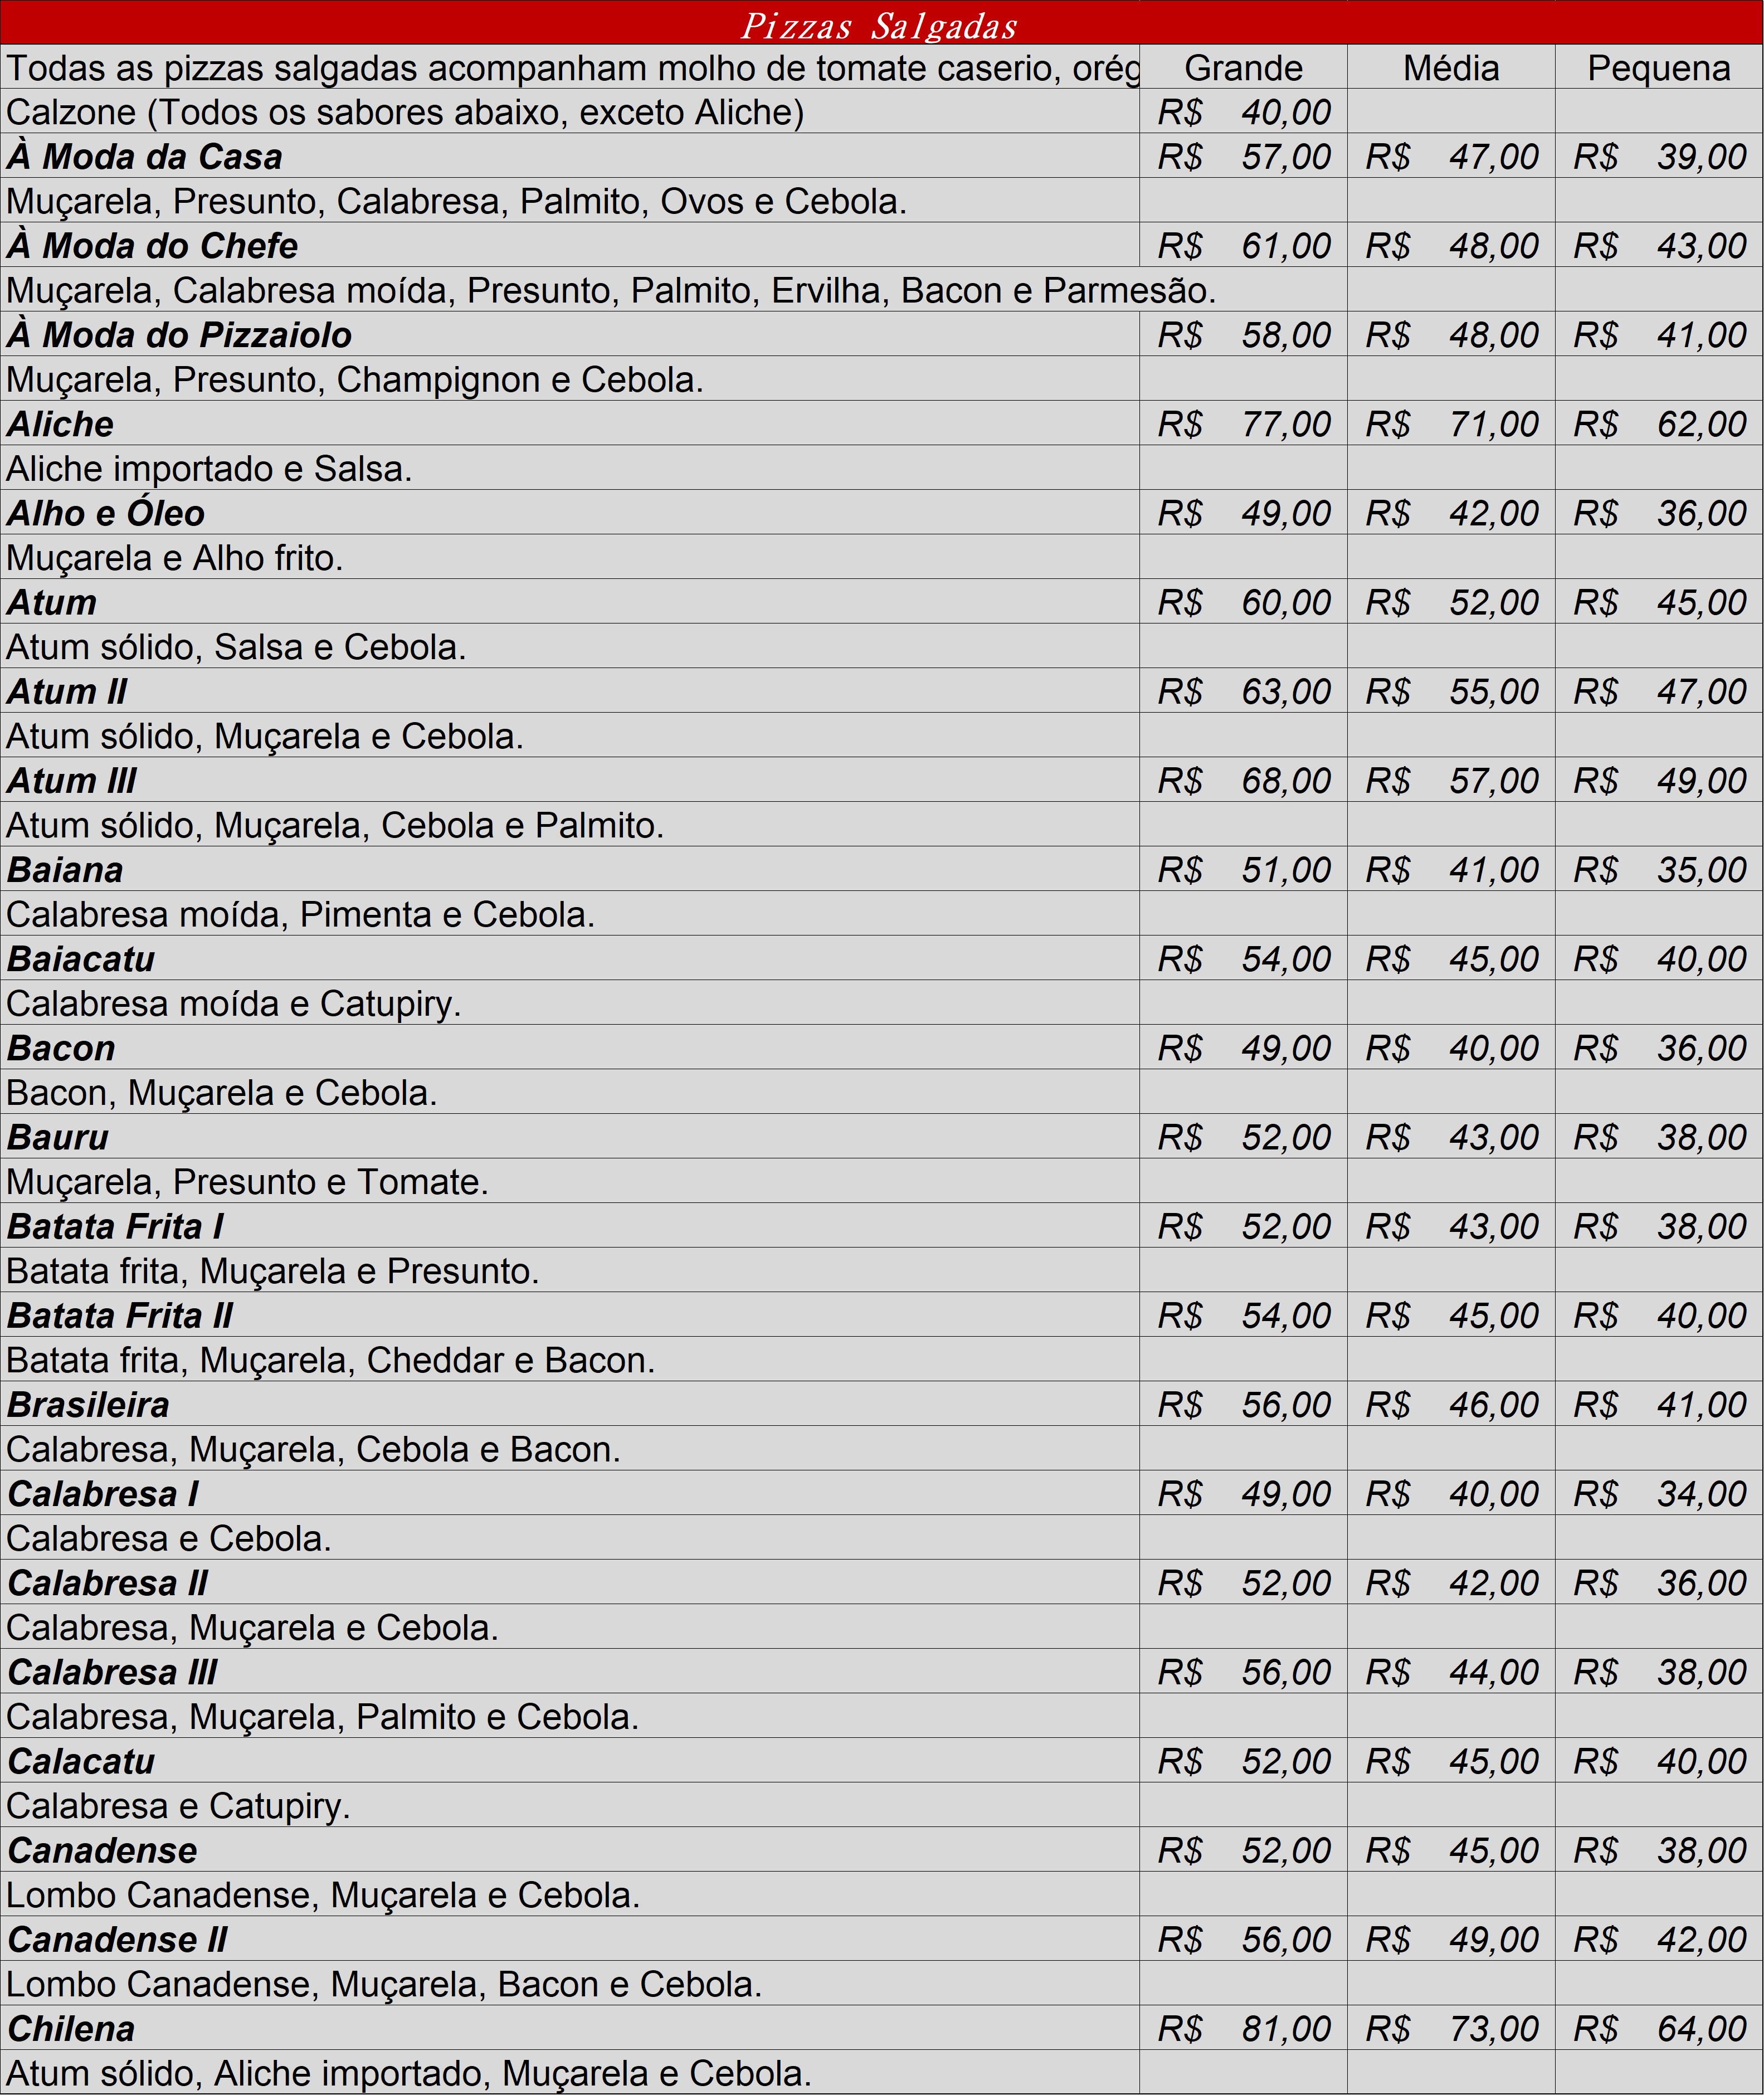 Pizzas Salgadas
Todas as pizzas salgadas acompanham molho de tomate caserio, orég Grande Média Pequena
Calzone (Todos os sabores abaixo, exceto Aliche) R$ 40,00
À Moda da Casa R$ 57,00 R$ 47,00 R$ 39,00
Muçarela, Presunto, Calabresa, Palmito, Ovos e Cebola.
À Moda do Chefe R$ 61,00 R$ 48,00 R$ 43,00
Muçarela, Calabresa moída, Presunto, Palmito, Ervilha, Bacon e Parmesão.
À Moda do Pizzaiolo R$ 58,00 R$ 48,00 R$ 41,00
Muçarela, Presunto, Champignon e Cebola.
Aliche R$ 77,00 R$ 71,00 R$ 62,00
Aliche importado e Salsa.
Alho e Óleo R$ 49,00 R$ 42,00 R$ 36,00
Muçarela e Alho frito.
Atum R$ 60,00 R$ 52,00 R$ 45,00
Atum sólido, Salsa e Cebola.
Atum II R$ 63,00 R$ 55,00 R$ 47,00
Atum sólido, Muçarela e Cebola.
Atum III R$ 68,00 R$ 57,00 R$ 49,00
Atum sólido, Muçarela, Cebola e Palmito.
Baiana R$ 51,00 R$ 41,00 R$ 35,00
Calabresa moída, Pimenta e Cebola.
Baiacatu R$ 54,00 R$ 45,00 R$ 40,00
Calabresa moída e Catupiry.
Bacon R$ 49,00 R$ 40,00 R$ 36,00
Bacon, Muçarela e Cebola.
Bauru R$ 52,00 R$ 43,00 R$ 38,00
Muçarela, Presunto e Tomate.
Batata Frita I R$ 52,00 R$ 43,00 R$ 38,00
Batata frita, Muçarela e Presunto.
Batata Frita II R$ 54,00 R$ 45,00 R$ 40,00
Batata frita, Muçarela, Cheddar e Bacon.
Brasileira R$ 56,00 R$ 46,00 R$ 41,00
Calabresa, Muçarela, Cebola e Bacon.
Calabresa I R$ 49,00 R$ 40,00 R$ 34,00
Calabresa e Cebola.
Calabresa II R$ 52,00 R$ 42,00 R$ 36,00
Calabresa, Muçarela e Cebola.
Calabresa III R$ 56,00 R$ 44,00 R$ 38,00
Calabresa, Muçarela, Palmito e Cebola.
Calacatu R$ 52,00 R$ 45,00 R$ 40,00
Calabresa e Catupiry.
Canadense R$ 52,00 R$ 45,00 R$ 38,00
Lombo Canadense, Muçarela e Cebola.
Canadense II R$ 56,00 R$ 49,00 R$ 42,00
Lombo Canadense, Muçarela, Bacon e Cebola.
Chilena R$ 81,00 R$ 73,00 R$ 64,00
Atum sólido, Aliche importado, Muçarela e Cebola.